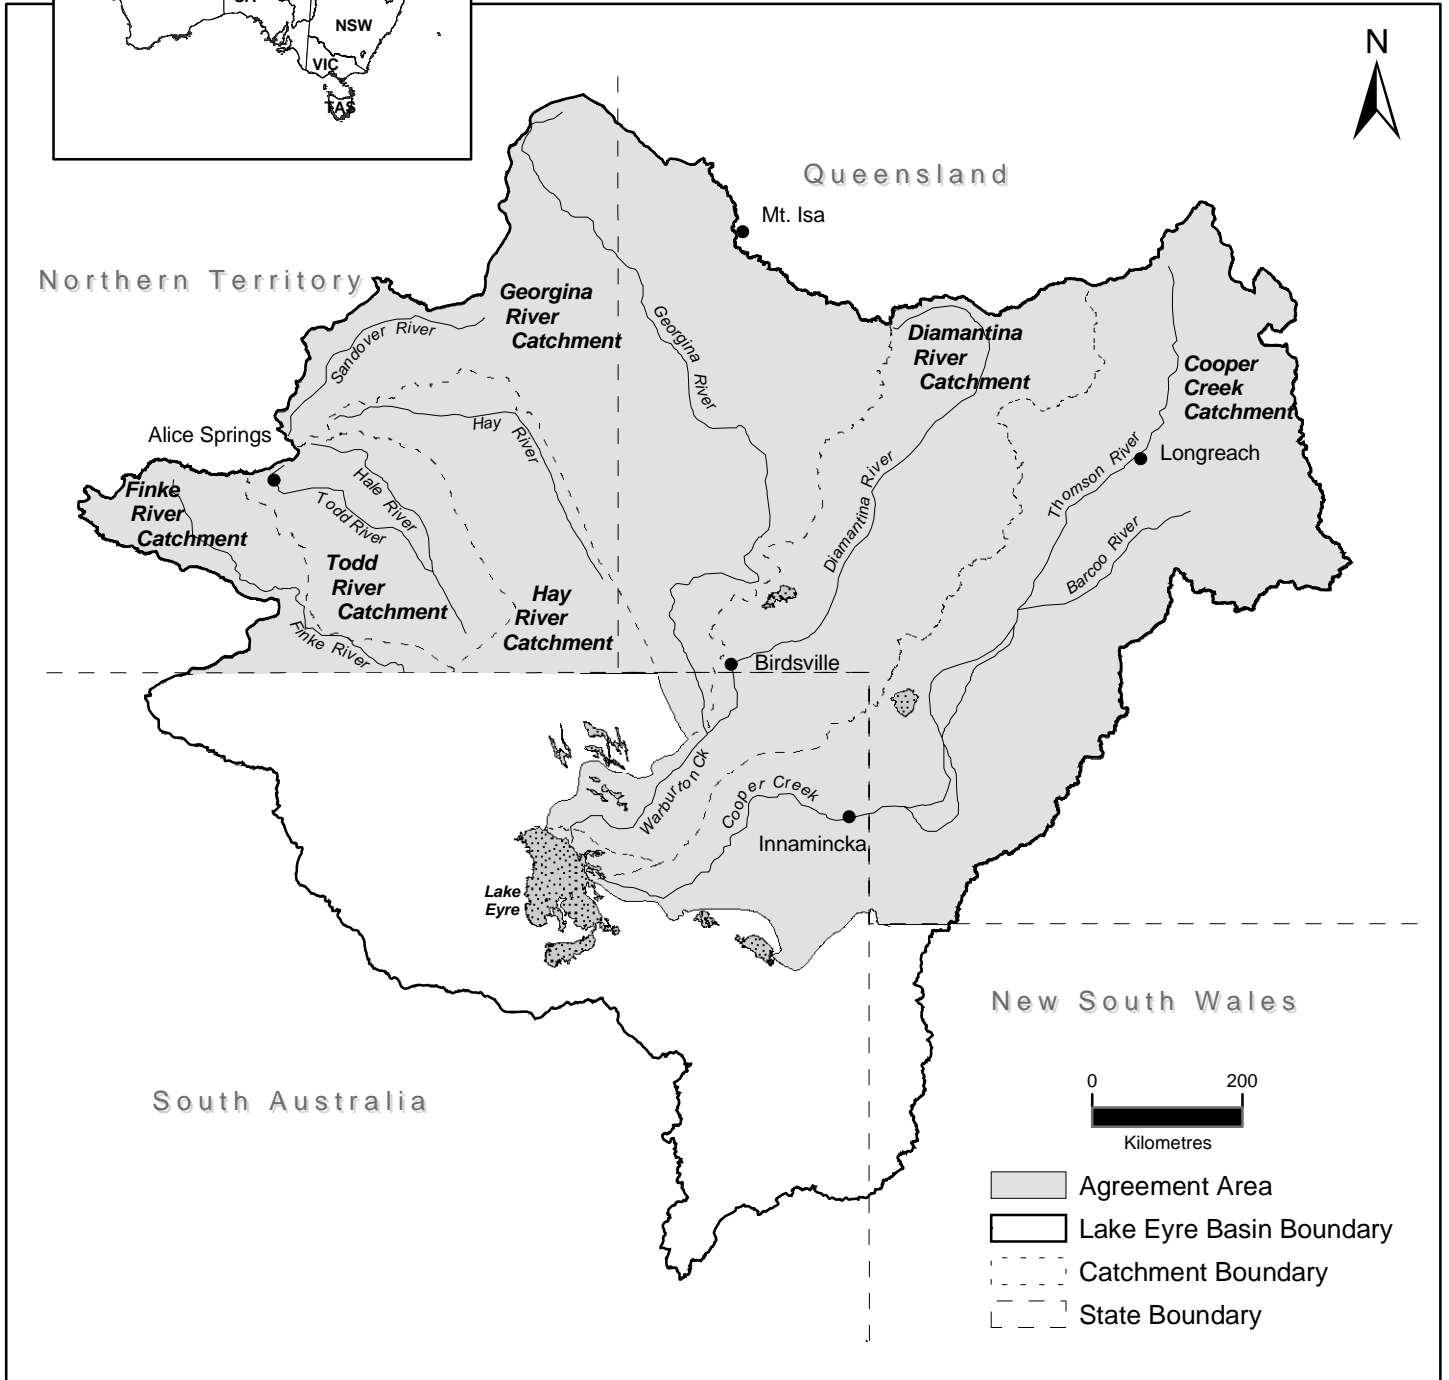 NSW
VIC
TAS
N
Queensland
Mt. Isa
Northern Territory
Georgina
River
Catchment
Sandover River
Georgina River
Diamantina
River
Catchment
Cooper
Creek
Catchment
Hay River
Alice Springs
Longreach
Thomson River
Hale River
Todd River
Diamantina River
Finke
River
Catchment
Barcoo River
Todd
River
Catchment
Hay
River
Catchment
Finke River
Birdsville
Warburton Ck
Cooper Creek
Innamincka
Lake
Eyre
New South Wales
South Australia
0 200
Kilometres
Agreement Area
Lake Eyre Basin Boundary
Catchment Boundary
State Boundary